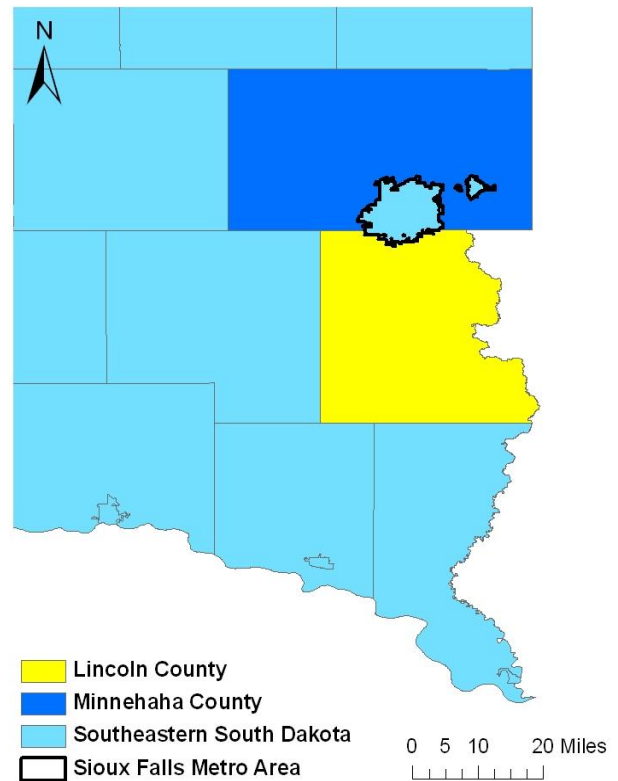 N
Lincoln County
Minnehaha County
Southeastern South Dakota
Sioux Falls Metro Area
0 5 10 20 Miles